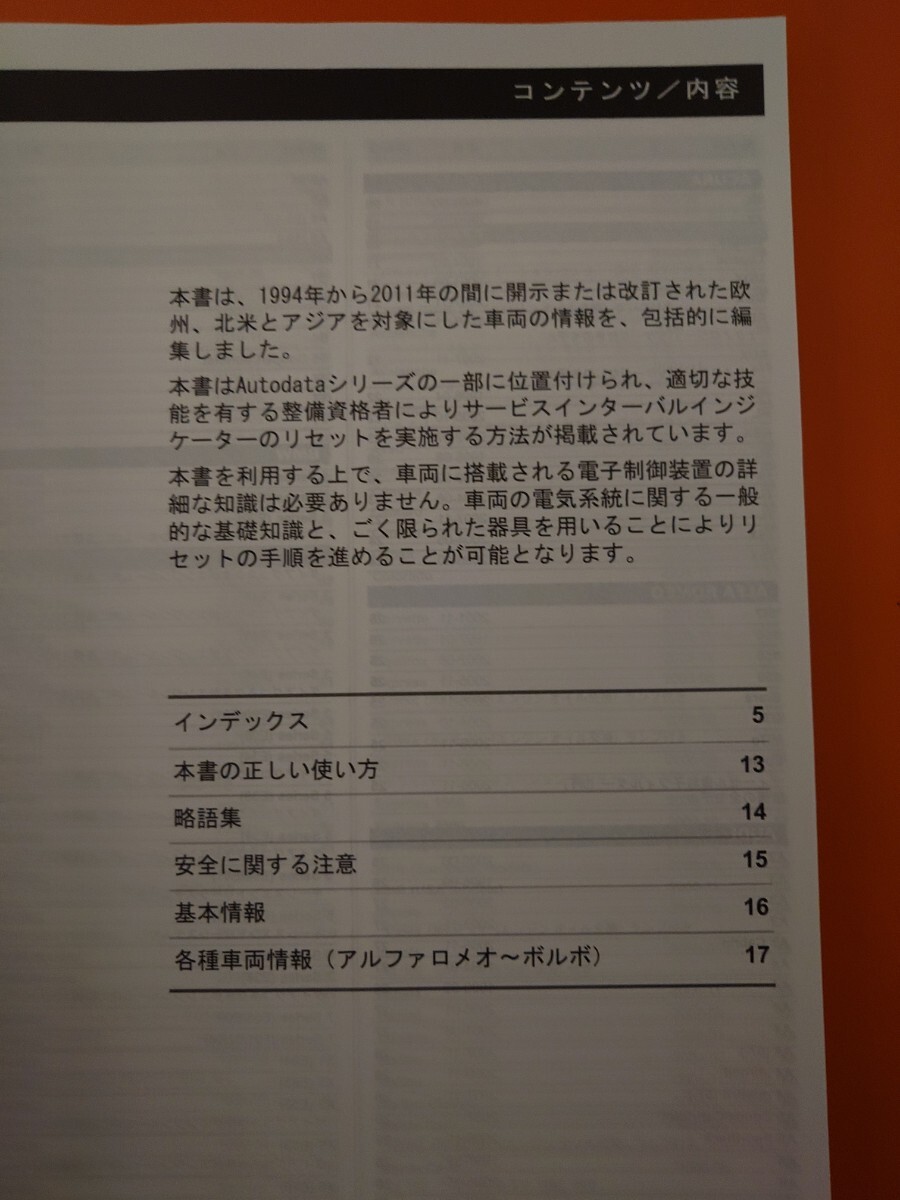 コンテンツ／内容
本書は、1994年から2011年の間に開示または改訂された欧
州、北米とアジアを対象にした車両の情報を、包括的に編
集しました。
本書はAutodataシリーズの一部に位置付けられ、適切な技
能を有する整備資格者によりサービスインターバルインジ
ケーターのリセットを実施する方法が掲載されています。
本書を利用する上で、車両に搭載される電子制御装置の詳
細な知識は必要ありません。車両の電気系統に関する一般
的な基礎知識と、ごく限られた器具を用いることによりリ
セットの手順を進めることが可能となります。
インデックス 5
本書の正しい使い方 13
略語集 14
安全に関する注意 15
基本情報 16
各種車両情報（アルファロメオ～ボルボ） 17